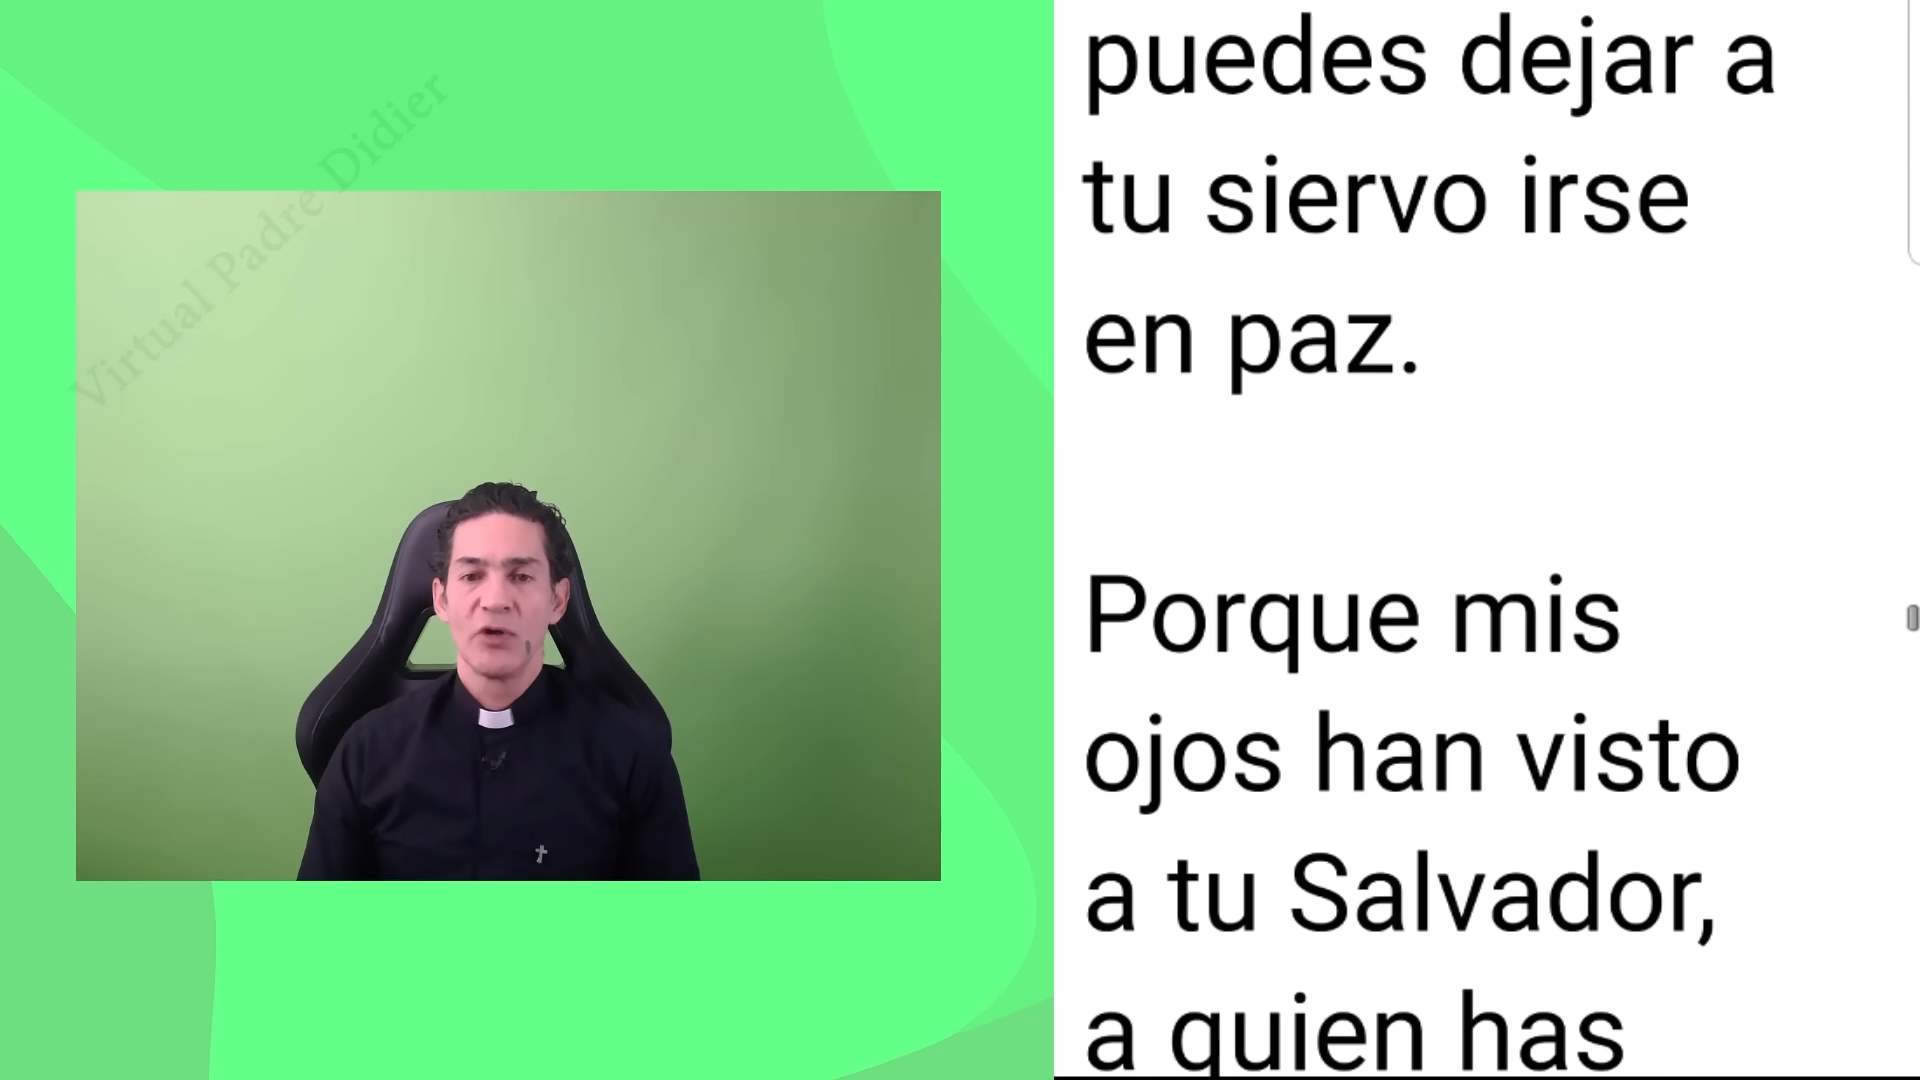 Virtual Padre Didier
puedes dejar a
tu siervo irse
en paz.
Porque mis
ojos han visto
a tu Salvador,
a quien has